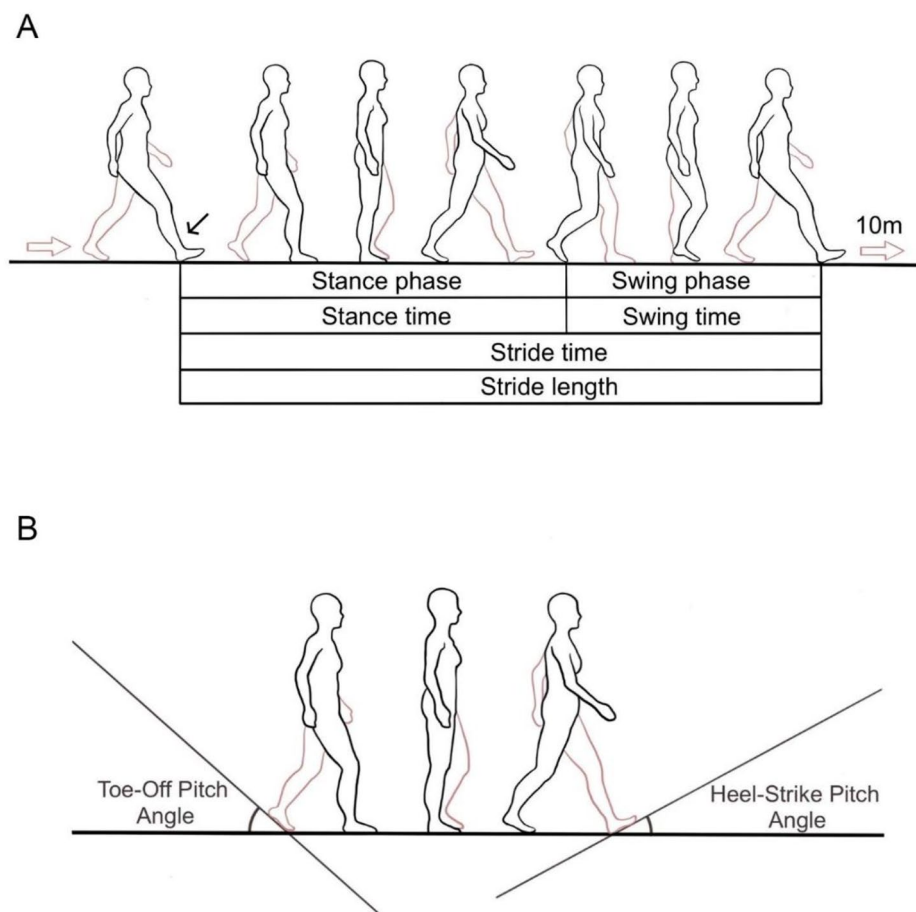 A
10m
Stance phase
Swing phase
Stance time
Swing time
Stride time
Stride length
B
Toe-Off Pitch
Angle
Heel-Strike Pitch
Angle